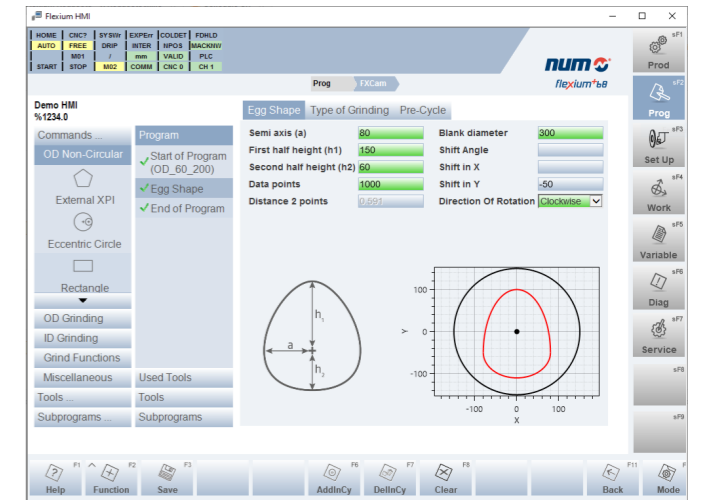 Flexium HMI
HOME CNC? SYSWr EXPErr COLDET FDHLD
AUTO FREE DRIP INTER NPOS MACKNW
M01 / mm VALID PLC
START STOP M02 COMM CNC 0 CH 1
num
flexium+68
Prog FXCam
Demo HMI
%1234.0
Egg Shape Type of Grinding Pre-Cycle
Commands ...
OD Non-Circular
External XPI
Eccentric Circle
Rectangle
OD Grinding
ID Grinding
Grind Functions
Miscellaneous
Tools ...
Subprograms ...
Program
Start of Program
(OD_60_200)
Egg Shape
End of Program
Used Tools
Tools
Subprograms
Semi axis (a) 80 Blank diameter 300
First half height (h1) 150 Shift Angle
Second half height (h2) 60 Shift in X
Data points 1000 Shift in Y -50
Distance 2 points 0.591 Direction Of Rotation Clockwise
h1
a
h2
100
0
-100
Y
-100 0 100
X
sF1
Prod
sF2
Prog
sF3
Set Up
sF4
Work
sF5
Variable
sF6
Diag
sF7
Service
sF8
sF9
F1 F2 F3 F6 F7 F8 F11 F
Help Function Save AddInCy DelInCy Clear Back Mode